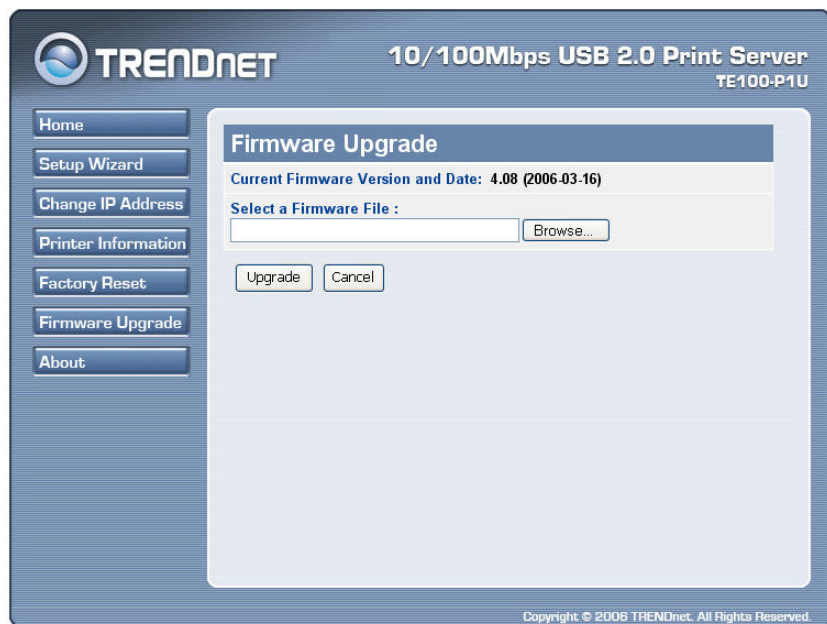 TRENDNET
10/100Mbps USB 2.0 Print Server
TE100-P1U
Home
Setup Wizard
Change IP Address
Printer Information
Factory Reset
Firmware Upgrade
About
Firmware Upgrade
Current Firmware Version and Date: 4.08 (2006-03-16)
Select a Firmware File :
Browse...
Upgrade Cancel
Copyright © 2006 TRENDnet. All Rights Reserved.